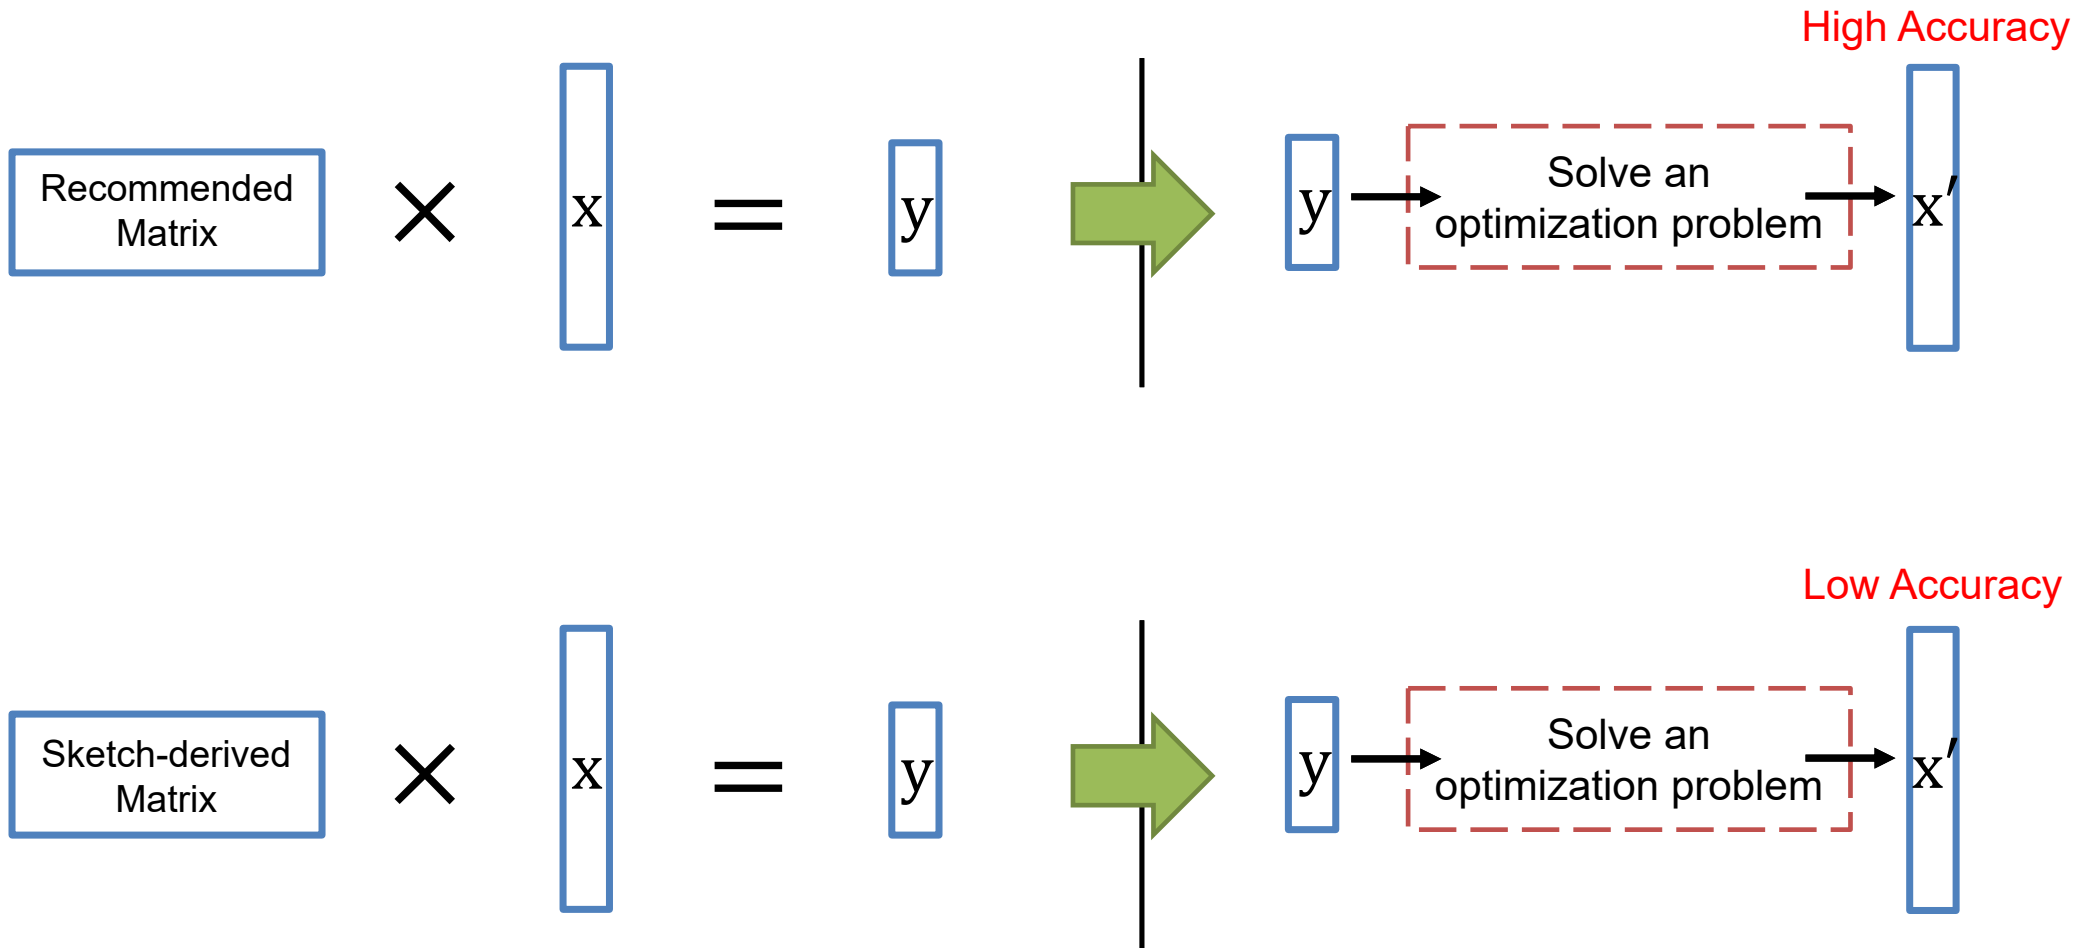 High Accuracy
Recommended
Matrix
×
x
=
y
y
Solve an
optimization problem
x′
Low Accuracy
Sketch-derived
Matrix
×
x
=
y
y
Solve an
optimization problem
x′